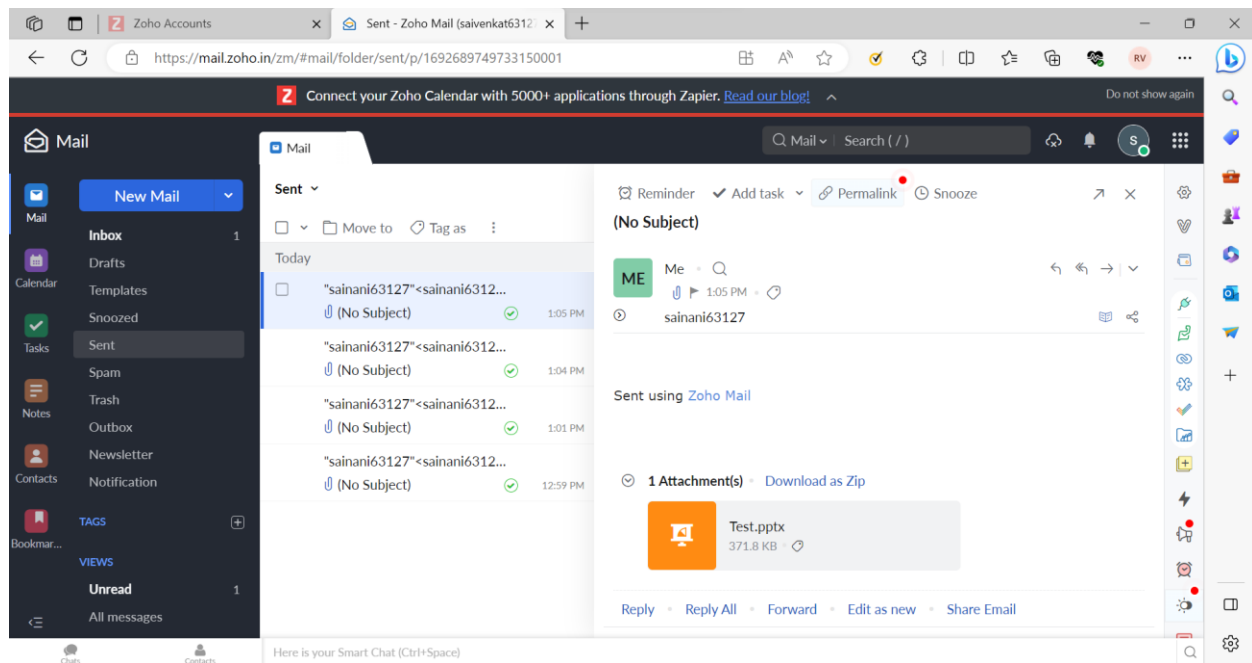 Zoho Accounts
Sent - Zoho Mail (saivenkat6312
https://mail.zoho.in/zm/#mail/folder/sent/p/1692689749733150001
RV
Connect your Zoho Calendar with 5000+ applications through Zapier. Read our blog!
Do not show again
Mail
Mail
Mail
Search ( / )
S
Mail
Calendar
Tasks
Notes
Contacts
Bookmar...
New Mail
Inbox 1
Drafts
Templates
Snoozed
Sent
Spam
Trash
Outbox
Newsletter
Notification
TAGS
VIEWS
Unread 1
All messages
Sent
Move to Tag as
Today
"sainani63127"<sainani6312...
(No Subject) 1:05 PM
"sainani63127"<sainani6312...
(No Subject) 1:04 PM
"sainani63127"<sainani6312...
(No Subject) 1:01 PM
"sainani63127"<sainani6312...
(No Subject) 12:59 PM
Reminder Add task Permalink Snooze
(No Subject)
ME
Me
1:05 PM
sainani63127
Sent using Zoho Mail
1 Attachment(s) Download as Zip
Test.pptx
371.8 KB
Reply Reply All Forward Edit as new Share Email
Chats Contacts
Here is your Smart Chat (Ctrl+Space)